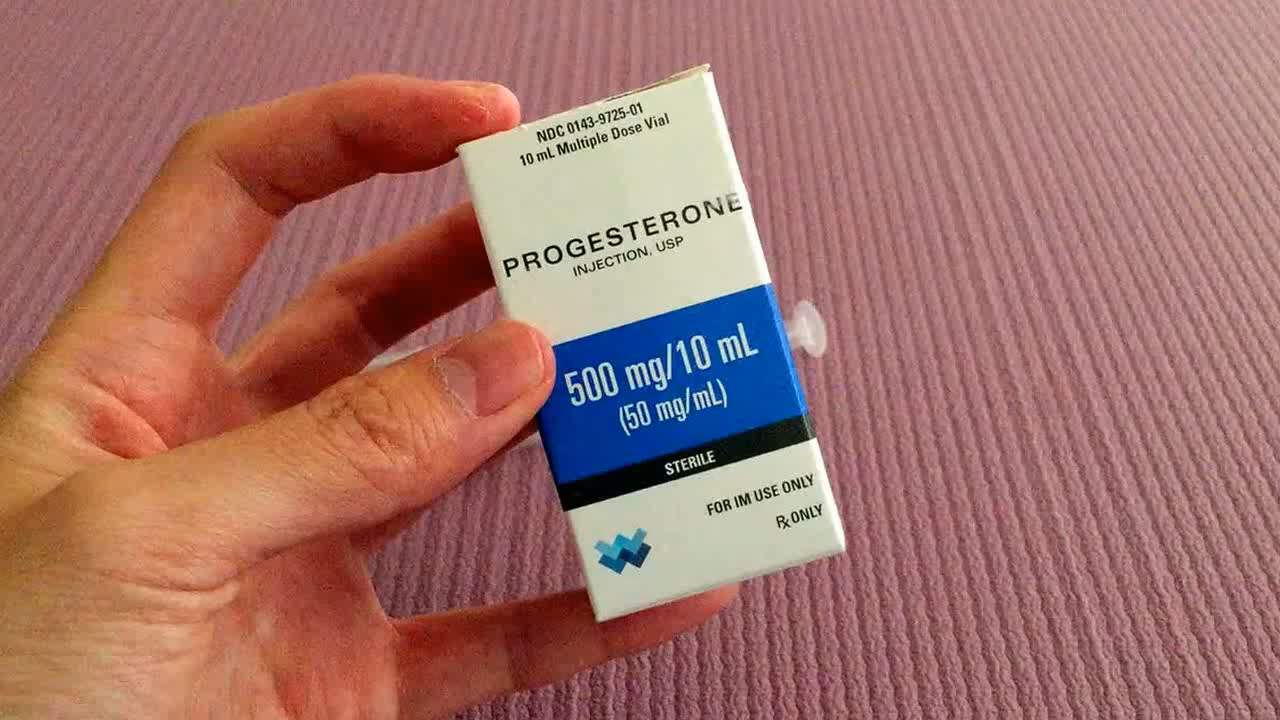 NDC 0143-9725-01
10 mL Multiple Dose Vial
PROGESTERONE
INJECTION, USP
500 mg/10 mL
(50 mg/mL)
STERILE
FOR IM USE ONLY
℞ ONLY